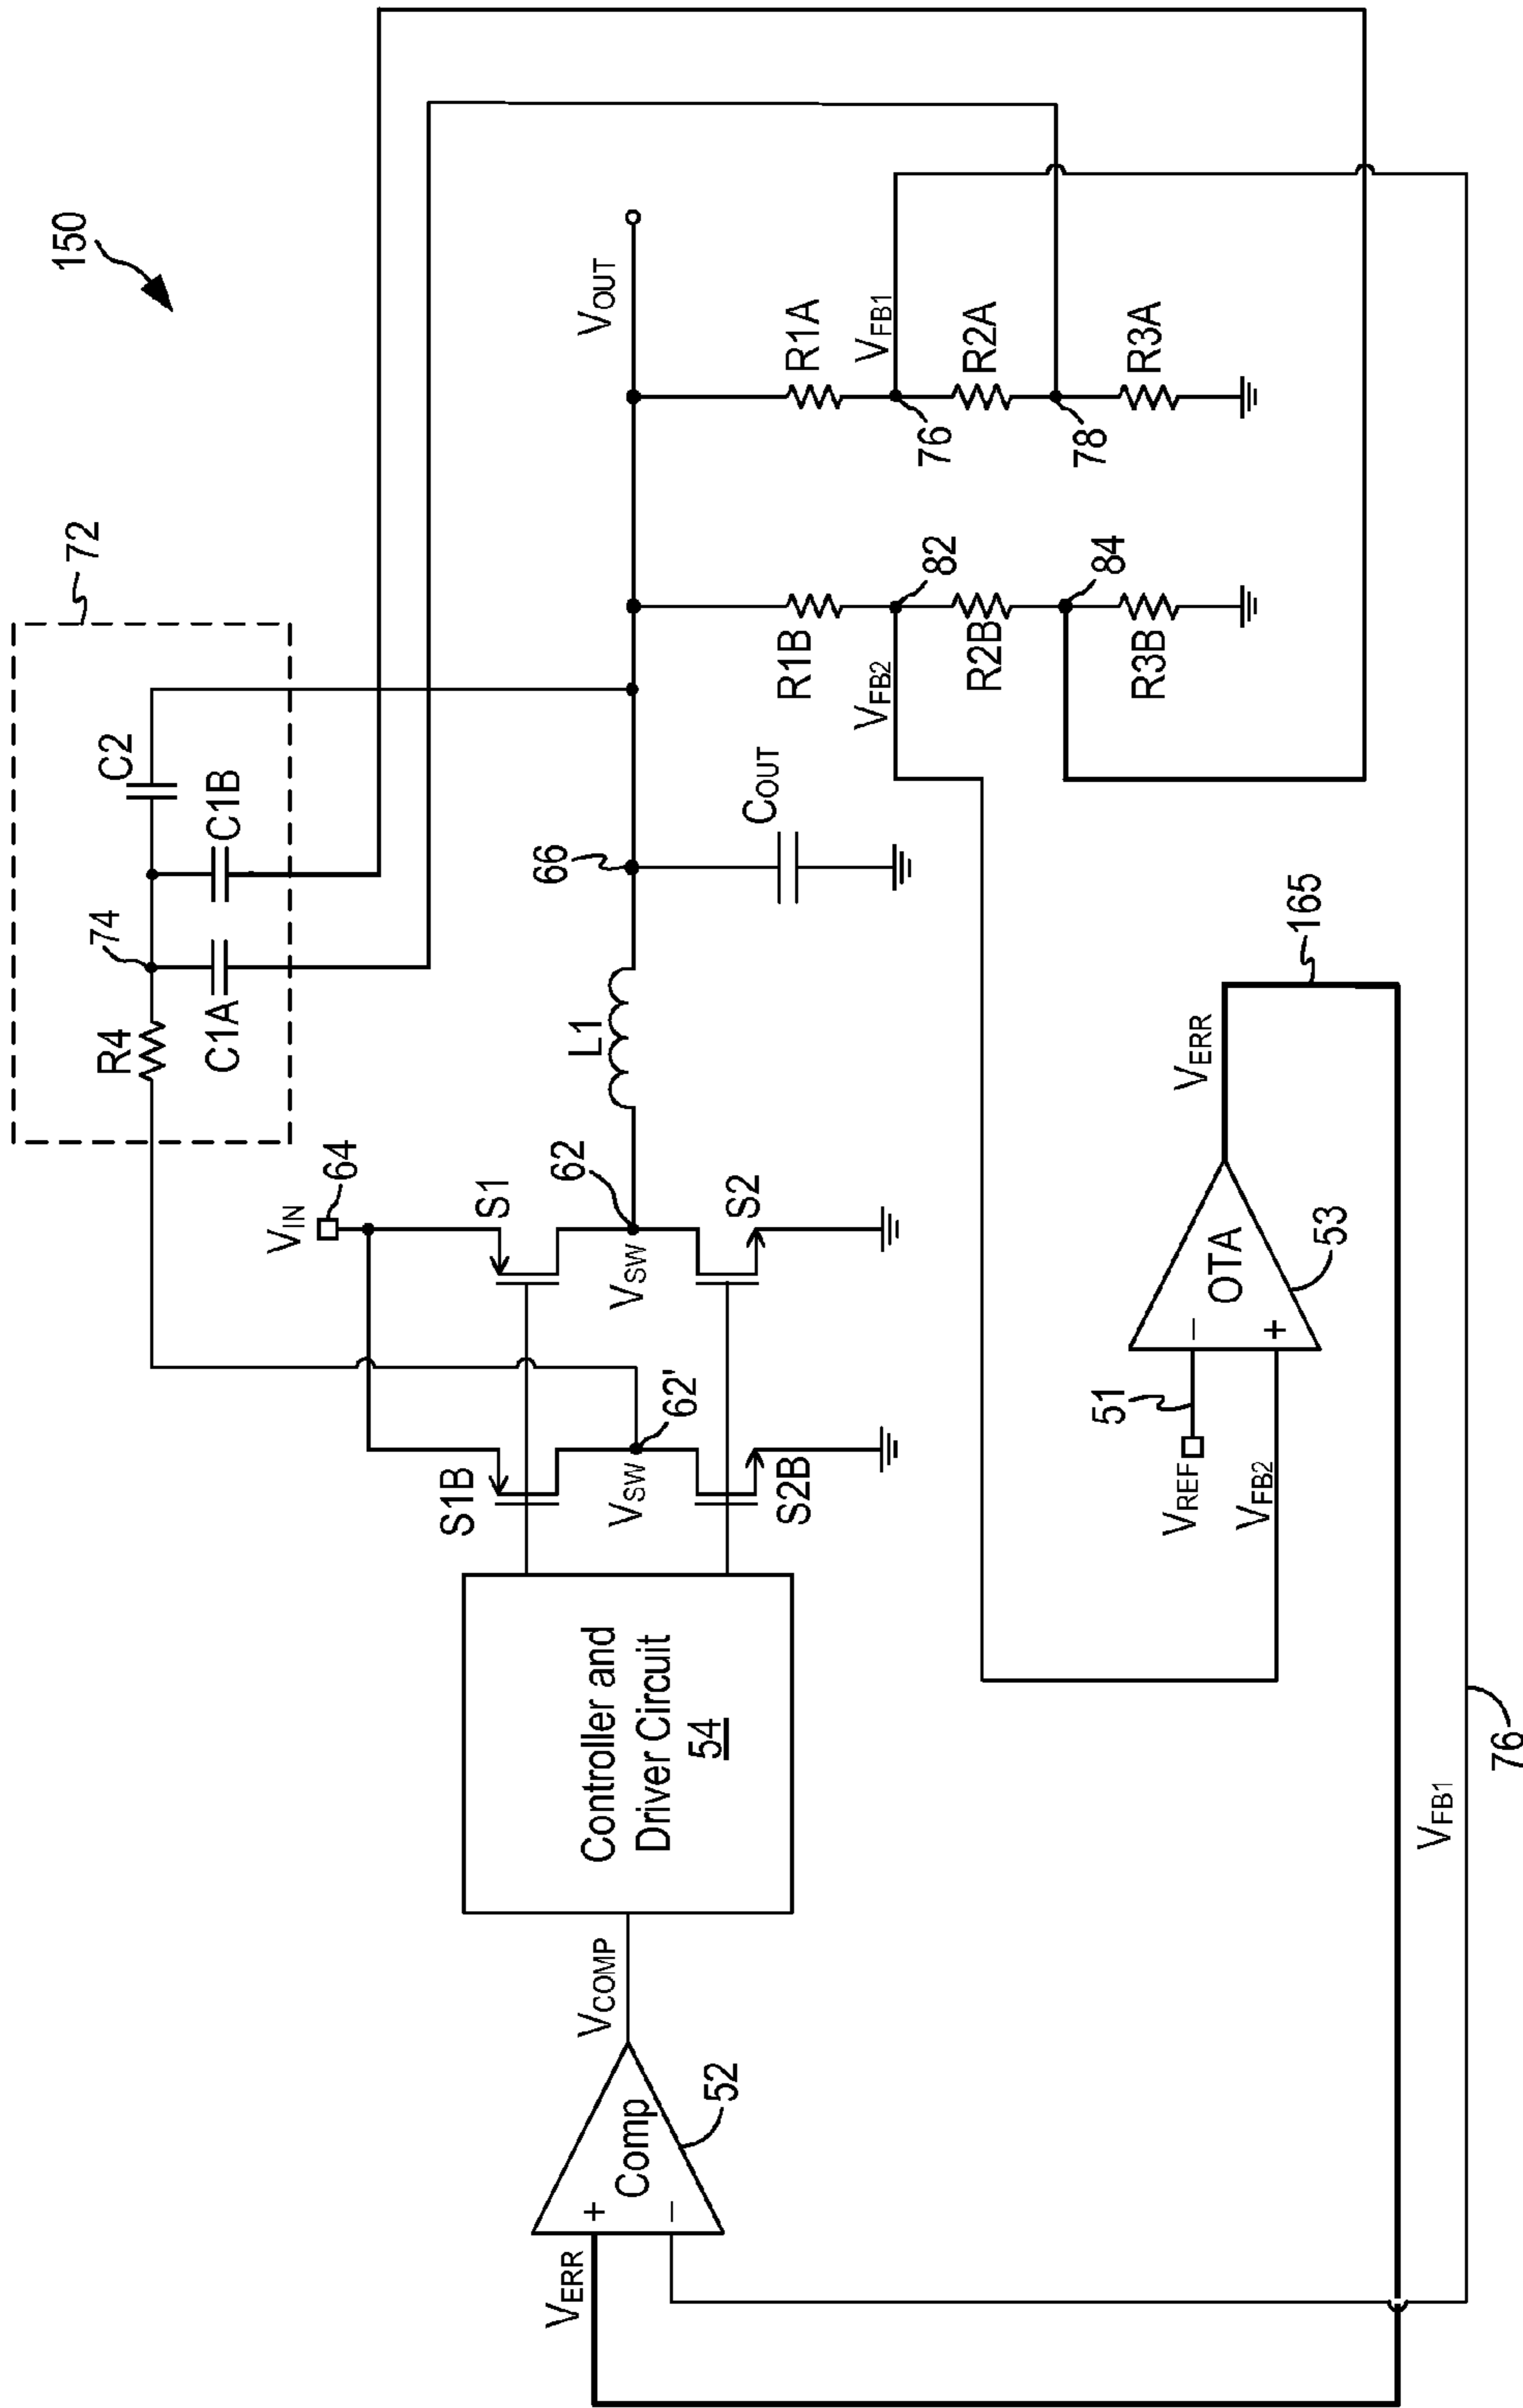 150
72
74
R4
C2
C1A
C1B
VIN
64
S1B
S1
VSW
62'
VSW
62
S2B
S2
L1
66
COUT
VOUT
R1B
VFB2
82
R2B
84
R3B
R1A
VFB1
76
R2A
78
R3A
Controller and
Driver Circuit
54
VCOMP
Comp
+
−
52
VERR
VREF
51
VFB2
−
+
OTA
53
VERR
165
VFB1
76